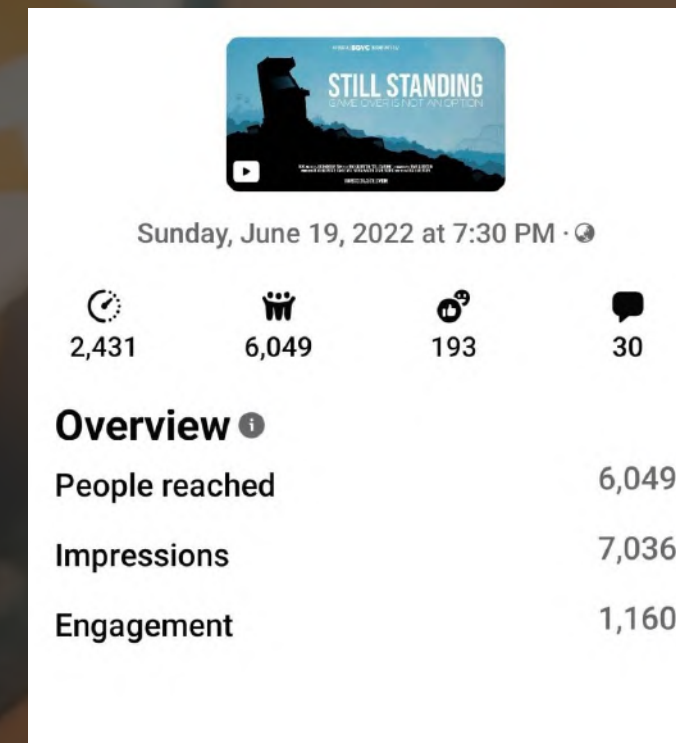 STILL STANDING
GAME OVER IS NOT AN OPTION
Sunday, June 19, 2022 at 7:30 PM ·
2,431 6,049 193 30
Overview
People reached 6,049
Impressions 7,036
Engagement 1,160